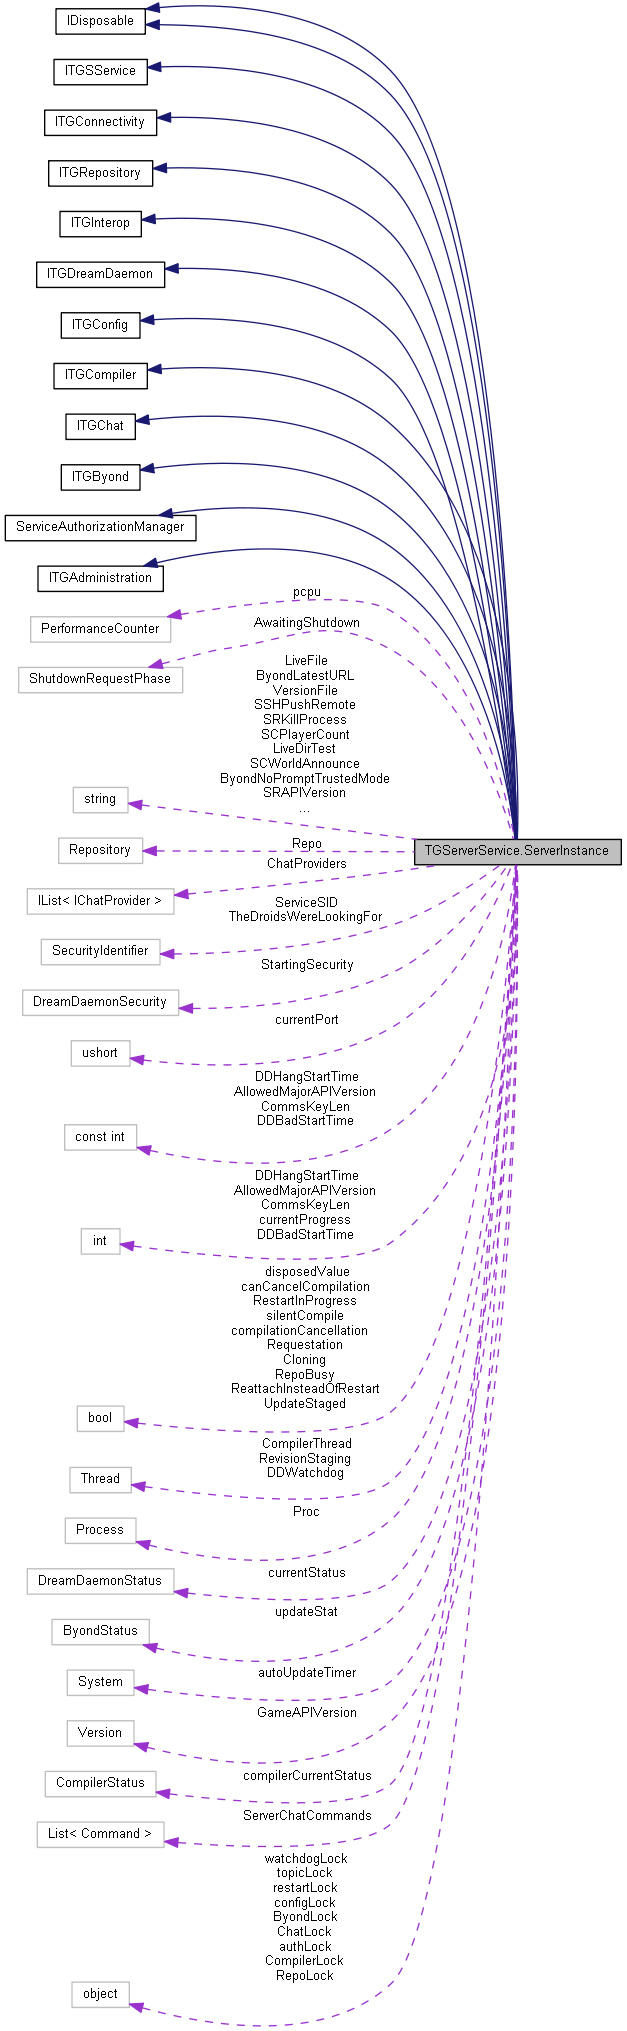 IDisposable
ITGSService
ITGConnectivity
ITGRepository
ITGInterop
ITGDreamDaemon
ITGConfig
ITGCompiler
ITGChat
ITGByond
ServiceAuthorizationManager
ITGAdministration
pcpu
PerformanceCounter
AwaitingShutdown
ShutdownRequestPhase
LiveFile
ByondLatestURL
VersionFile
SSHPushRemote
SRKillProcess
SCPlayerCount
LiveDirTest
SCWorldAnnounce
ByondNoPromptTrustedMode
SRAPIVersion
...
string
Repo
Repository
TGServerService.ServerInstance
ChatProviders
IList< IChatProvider >
ServiceSID
TheDroidsWereLookingFor
SecurityIdentifier
StartingSecurity
DreamDaemonSecurity
currentPort
ushort
DDHangStartTime
AllowedMajorAPIVersion
CommsKeyLen
DDBadStartTime
const int
DDHangStartTime
AllowedMajorAPIVersion
CommsKeyLen
currentProgress
DDBadStartTime
int
disposedValue
canCancelCompilation
RestartInProgress
silentCompile
compilationCancellation
Requestation
Cloning
RepoBusy
ReattachInsteadOfRestart
UpdateStaged
bool
CompilerThread
RevisionStaging
DDWatchdog
Thread
Proc
Process
currentStatus
DreamDaemonStatus
updateStat
ByondStatus
autoUpdateTimer
System
GameAPIVersion
Version
compilerCurrentStatus
CompilerStatus
ServerChatCommands
List< Command >
watchdogLock
topicLock
restartLock
configLock
ByondLock
ChatLock
authLock
CompilerLock
RepoLock
object